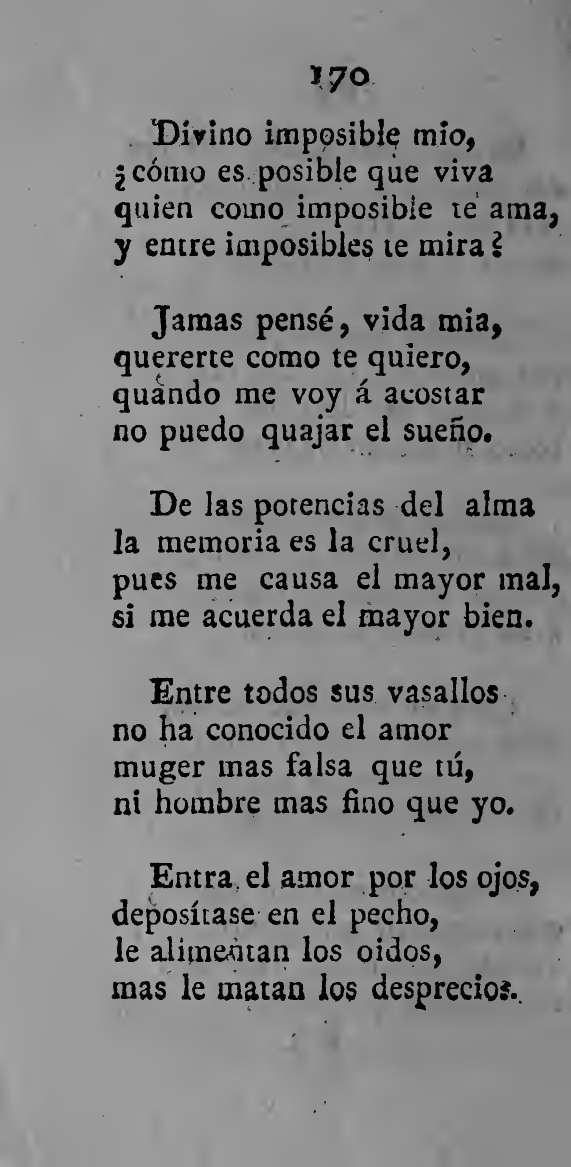 170
Divino imposible mio,
¿cómo es posible que viva
quien como imposible te ama,
y entre imposibles te mira?
Jamas pensé, vida mia,
quererte como te quiero,
quando me voy á acostar
no puedo quajar el sueño.
De las potencias del alma
la memoria es la cruel,
pues me causa el mayor mal,
si me acuerda el mayor bien.
Entre todos sus vasallos
no ha conocido el amor
muger mas falsa que tú,
ni hombre mas fino que yo.
Entra el amor por los ojos,
deposítase en el pecho,
le alimentan los oidos,
mas le matan los desprecios.